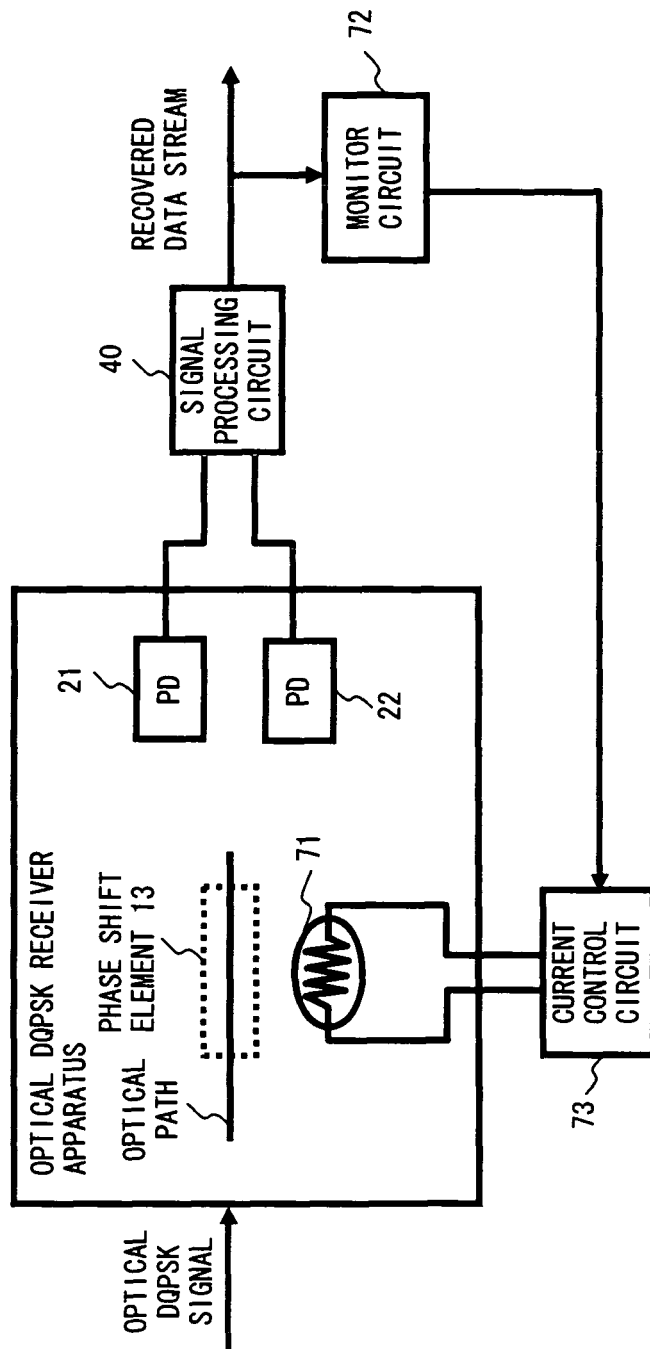 OPTICAL DQPSK RECEIVER
APPARATUS
OPTICAL
DQPSK
SIGNAL
OPTICAL
PATH
PHASE SHIFT
ELEMENT 13
71
21
PD
PD
22
40
SIGNAL
PROCESSING
CIRCUIT
RECOVERED
DATA STREAM
72
MONITOR
CIRCUIT
CURRENT
CONTROL
CIRCUIT
73